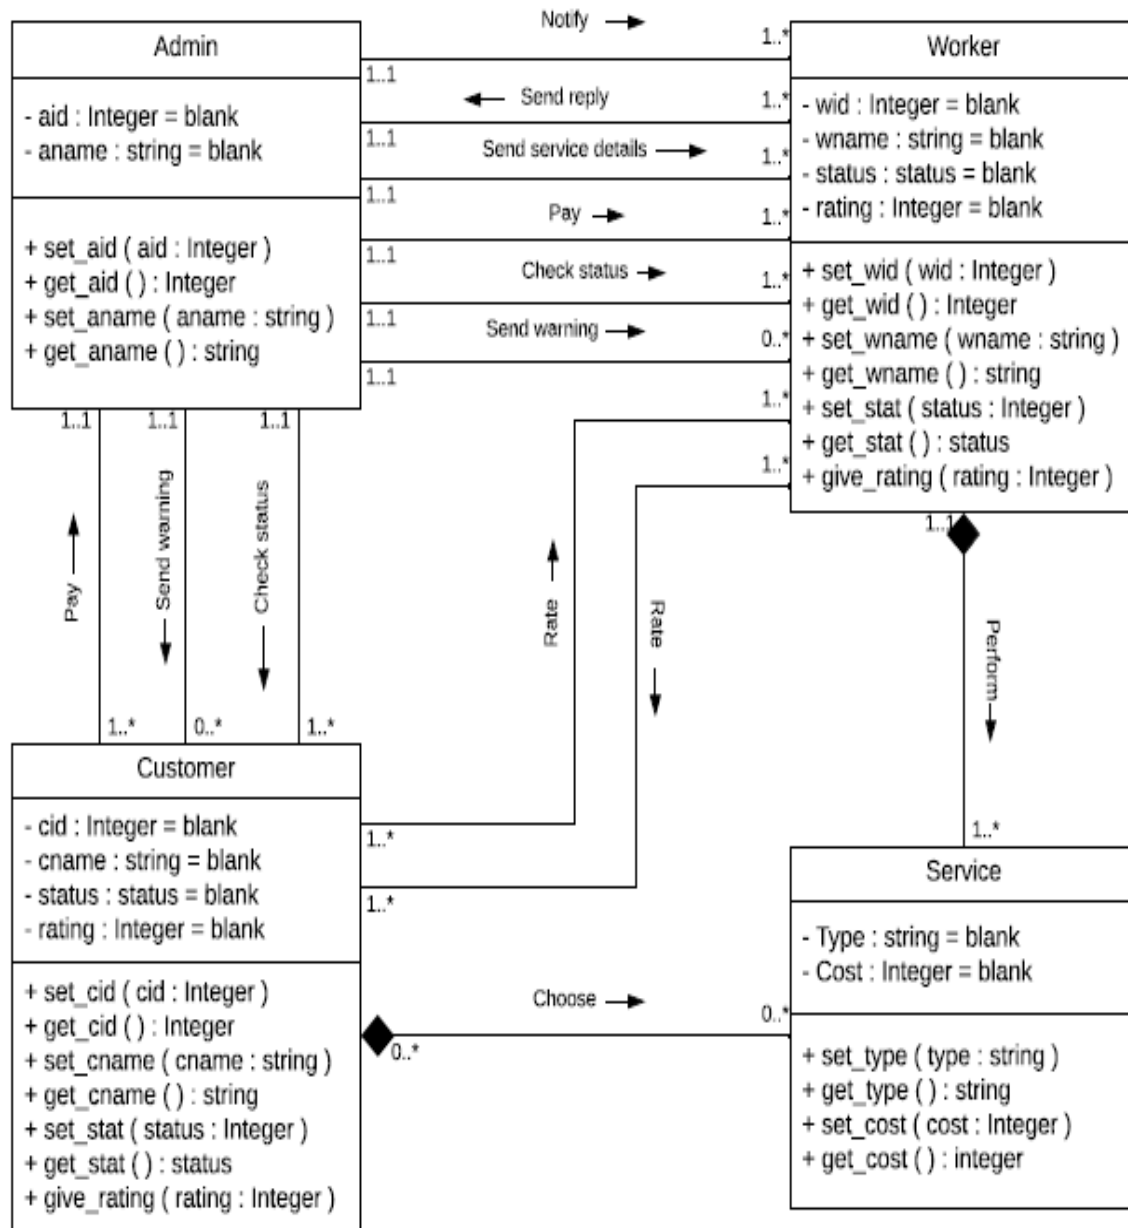 Admin
- aid : Integer = blank
- aname : string = blank
+ set_aid ( aid : Integer )
+ get_aid ( ) : Integer
+ set_aname ( aname : string )
+ get_aname ( ) : string
Notify
1..1
1..*
Send reply
1..1
1..*
Send service details
1..1
1..*
Pay
1..1
1..*
Check status
1..1
1..*
Send warning
1..1
0..*
Worker
- wid : Integer = blank
- wname : string = blank
- status : status = blank
- rating : Integer = blank
+ set_wid ( wid : Integer )
+ get_wid ( ) : Integer
+ set_wname ( wname : string )
+ get_wname ( ) : string
+ set_stat ( status : Integer )
+ get_stat ( ) : status
+ give_rating ( rating : Integer )
1..1
1..1
1..1
Pay
Send warning
Check status
1..*
0..*
1..*
1..*
1..*
Rate
Rate
1..*
1..*
1..1
Perform
1..*
Customer
- cid : Integer = blank
- cname : string = blank
- status : status = blank
- rating : Integer = blank
+ set_cid ( cid : Integer )
+ get_cid ( ) : Integer
+ set_cname ( cname : string )
+ get_cname ( ) : string
+ set_stat ( status : Integer )
+ get_stat ( ) : status
+ give_rating ( rating : Integer )
Choose
0..*
0..*
Service
- Type : string = blank
- Cost : Integer = blank
+ set_type ( type : string )
+ get_type ( ) : string
+ set_cost ( cost : Integer )
+ get_cost ( ) : integer